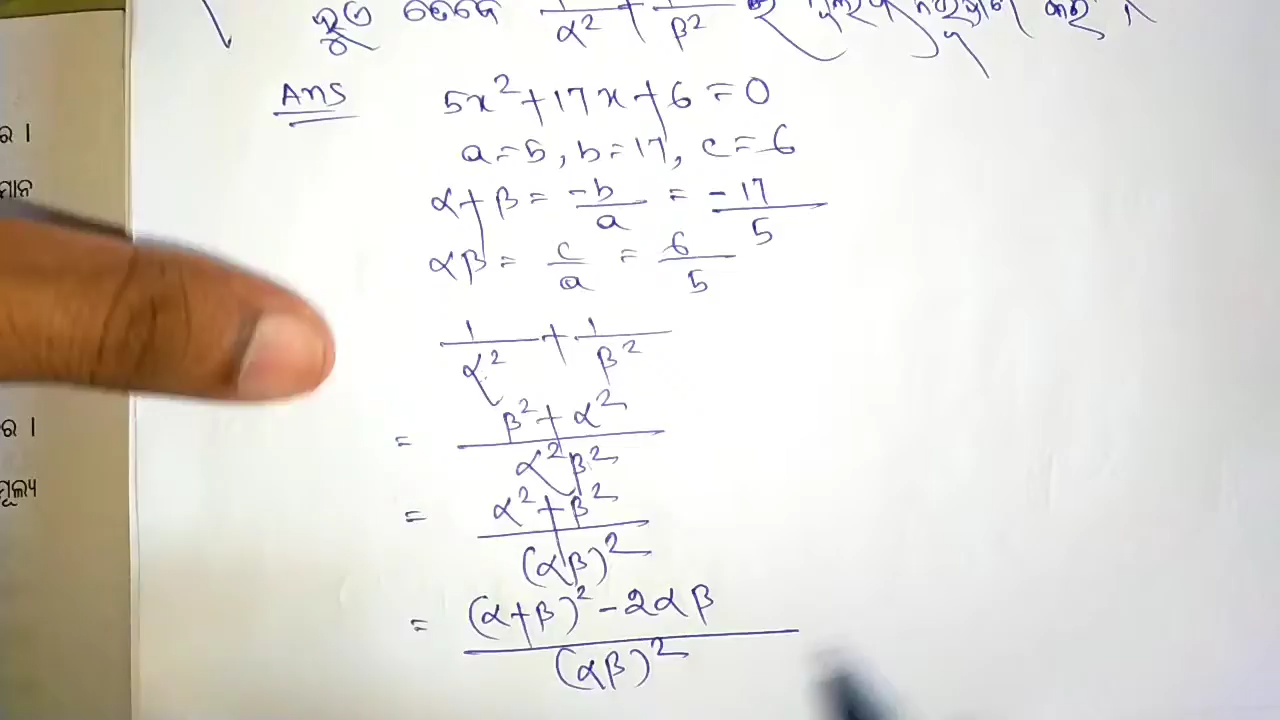 1/α² + 1/β²
Ans 5x² + 17x + 6 = 0
a = 5, b = 17, c = 6
α + β = -b/a = -17/5
αβ = c/a = 6/5
1/α² + 1/β²
= β² + α² / α²β²
= α² + β² / (αβ)²
= (α+β)² - 2αβ / (αβ)²
ର ।
ମାନ
ର ।
ମୂଲ୍ୟ